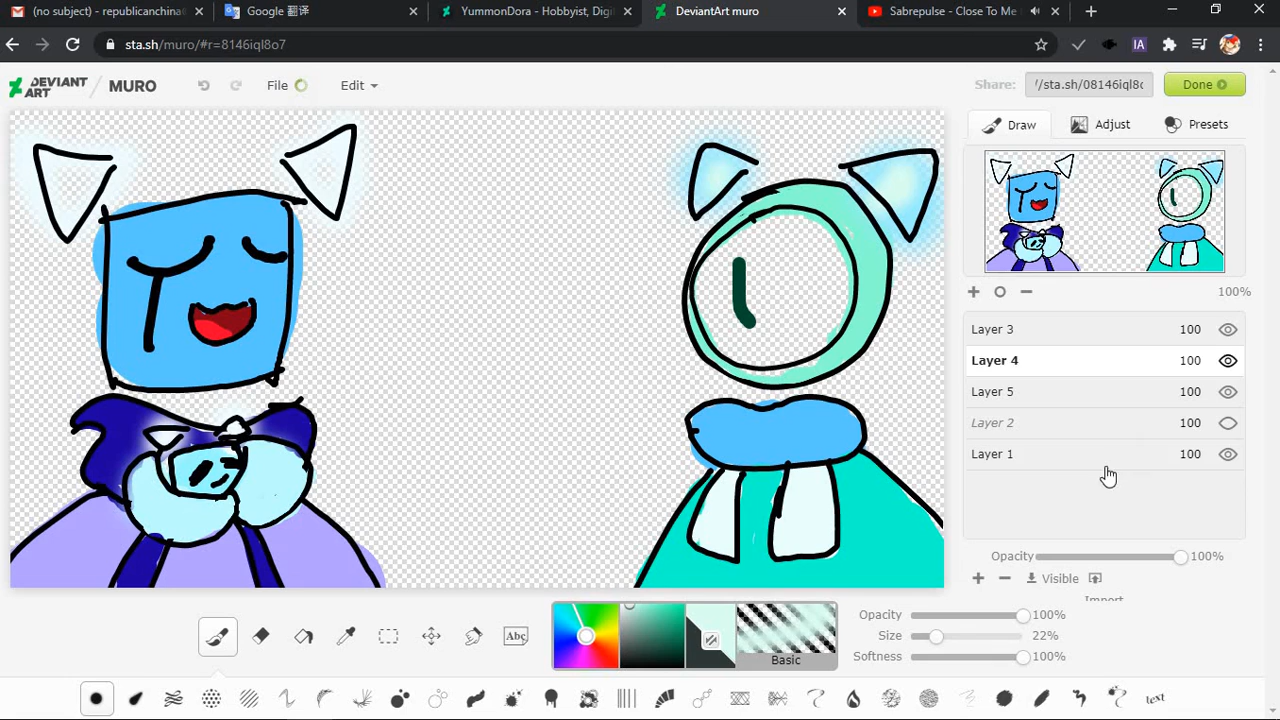 (no subject) - republicanchina
Google 翻译
YummonDora - Hobbyist, Digi
DeviantArt muro
Sabrepulse - Close To Me
sta.sh/muro/#r=8146iql8o7
IA
DEVIANT ART
MURO
File
Edit
Share:
/sta.sh/08146iql8o
Done
Draw
Adjust
Presets
100%
Layer 3 100
Layer 4 100
Layer 5 100
Layer 2 100
Layer 1 100
Opacity 100%
Visible
Import
Abc
Basic
Opacity 100%
Size 22%
Softness 100%
text